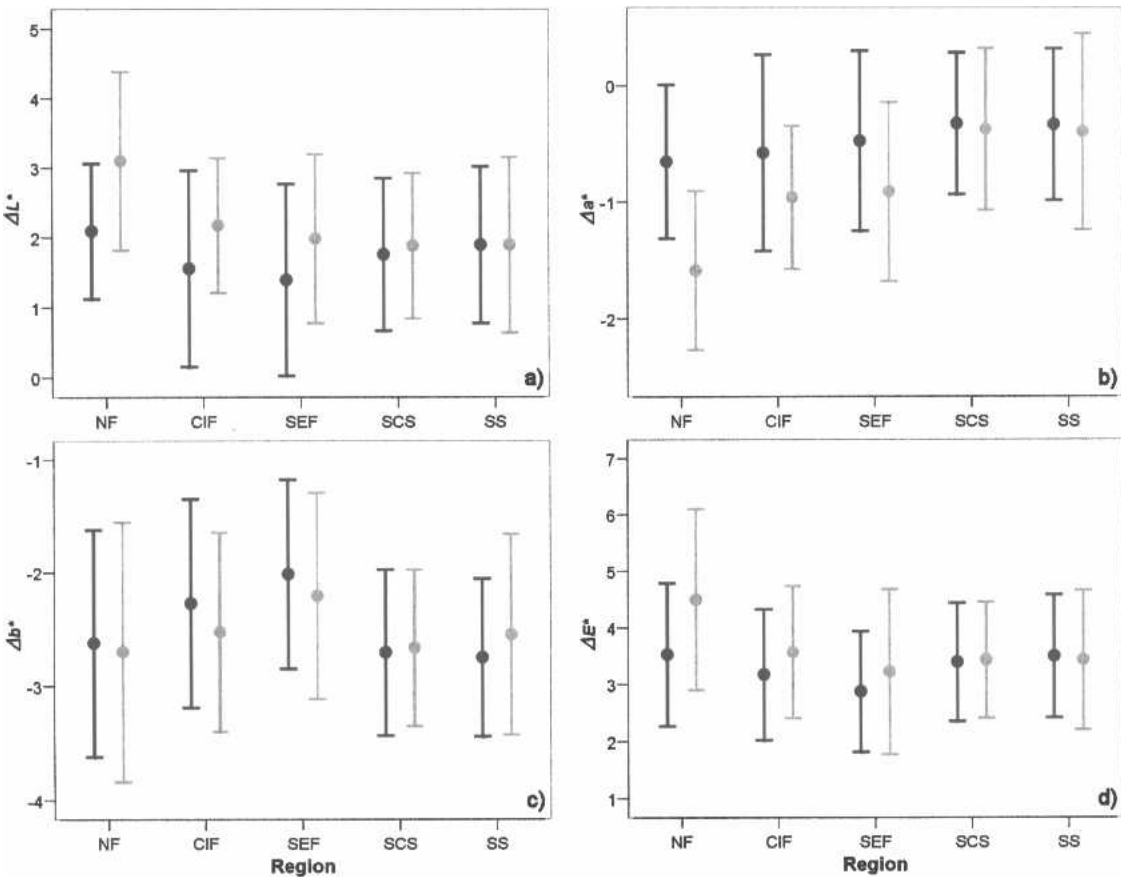 5
4
3
2
1
0
ΔL*
a)
NF CIF SEF SCS SS
0
-1
-2
Δa*
b)
NF CIF SEF SCS SS
-1
-2
-3
-4
Δb*
c)
NF CIF SEF SCS SS
Region
7
6
5
4
3
2
1
ΔE*
d)
NF CIF SEF SCS SS
Region